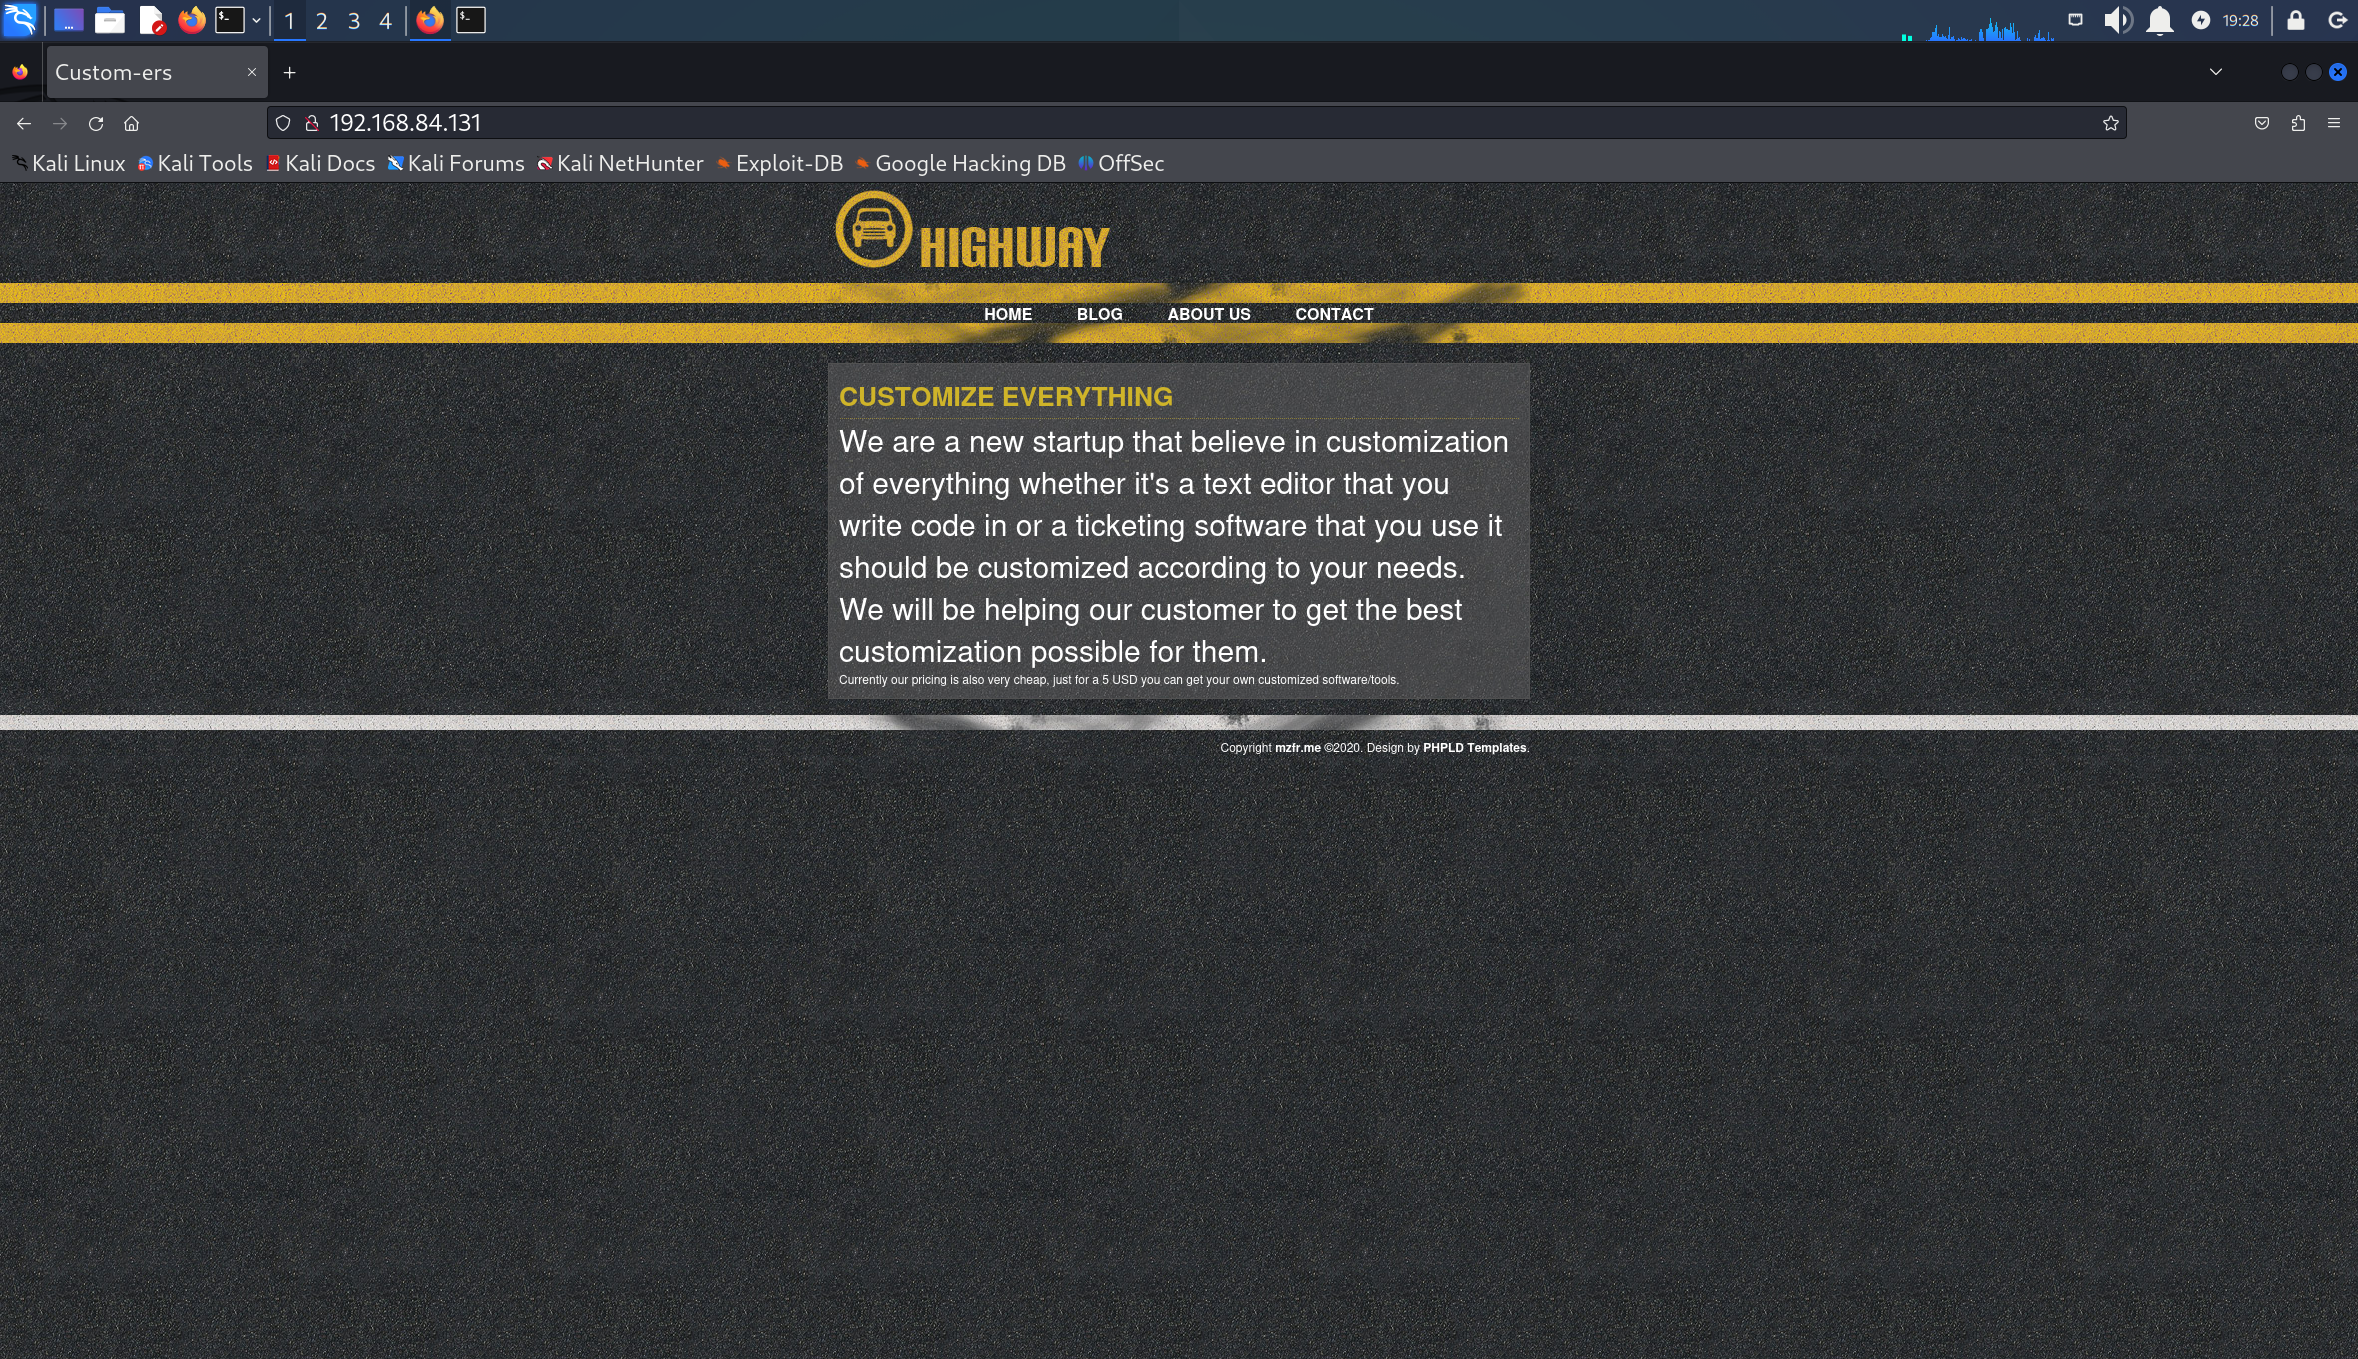 1 2 3 4 19:28
Custom-ers
192.168.84.131
Kali Linux Kali Tools Kali Docs Kali Forums Kali NetHunter Exploit-DB Google Hacking DB OffSec
HIGHWAY
HOME BLOG ABOUT US CONTACT
CUSTOMIZE EVERYTHING
We are a new startup that believe in customization
of everything whether it's a text editor that you
write code in or a ticketing software that you use it
should be customized according to your needs.
We will be helping our customer to get the best
customization possible for them.
Currently our pricing is also very cheap, just for a 5 USD you can get your own customized software/tools.
Copyright mzfr.me ©2020. Design by PHPLD Templates.